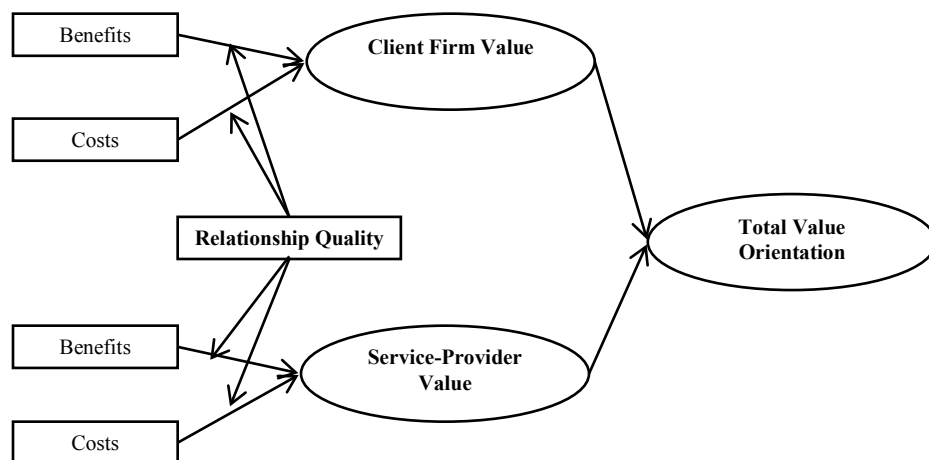 Benefits
Client Firm Value
Costs
Relationship Quality
Total Value
Orientation
Benefits
Service-Provider
Value
Costs